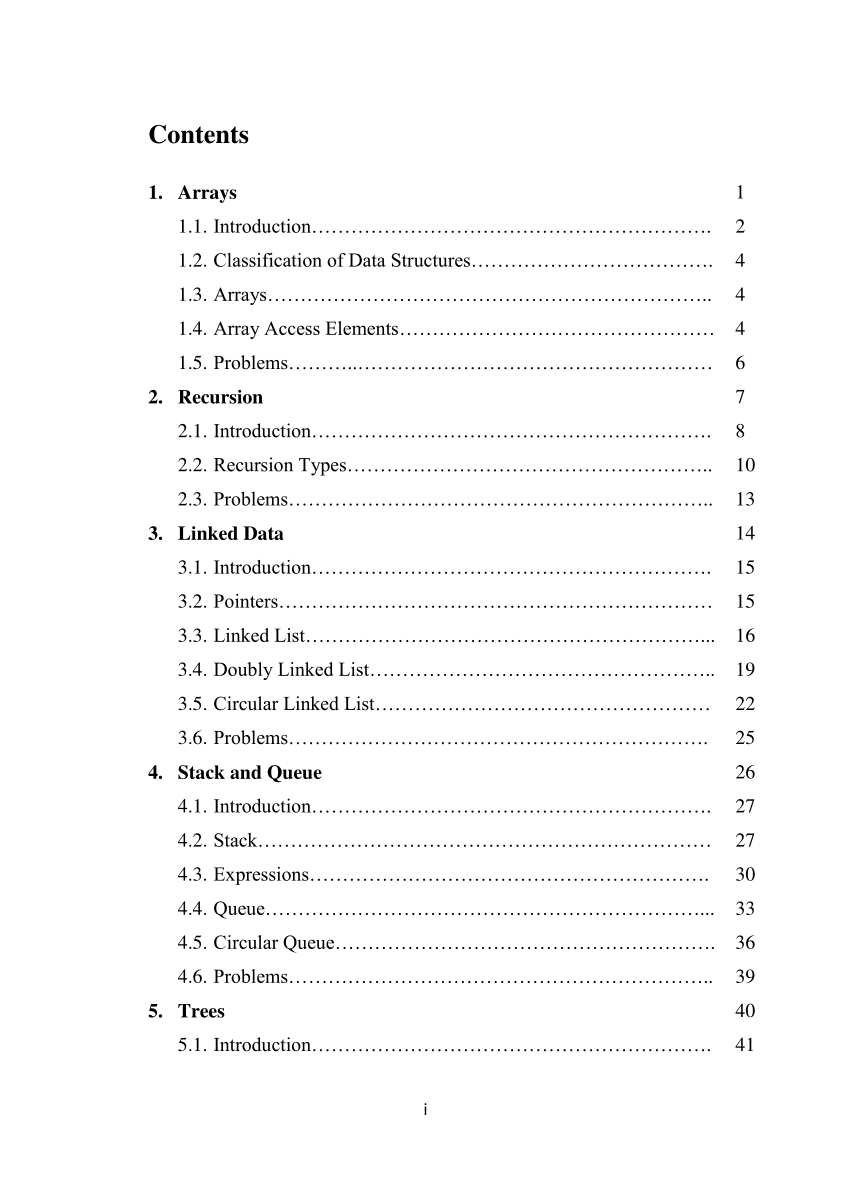 Contents
1. Arrays 1
1.1. Introduction……………………………………………………. 2
1.2. Classification of Data Structures………………………………. 4
1.3. Arrays………………………………………………………….. 4
1.4. Array Access Elements………………………………………… 4
1.5. Problems………..……………………………………………… 6
2. Recursion 7
2.1. Introduction……………………………………………………. 8
2.2. Recursion Types……………………………………………….. 10
2.3. Problems……………………………………………………….. 13
3. Linked Data 14
3.1. Introduction……………………………………………………. 15
3.2. Pointers………………………………………………………… 15
3.3. Linked List……………………………………………………... 16
3.4. Doubly Linked List…………………………………………….. 19
3.5. Circular Linked List…………………………………………… 22
3.6. Problems………………………………………………………. 25
4. Stack and Queue 26
4.1. Introduction……………………………………………………. 27
4.2. Stack…………………………………………………………… 27
4.3. Expressions……………………………………………………. 30
4.4. Queue…………………………………………………………... 33
4.5. Circular Queue………………………………………………… 36
4.6. Problems……………………………………………………….. 39
5. Trees 40
5.1. Introduction……………………………………………………. 41
i